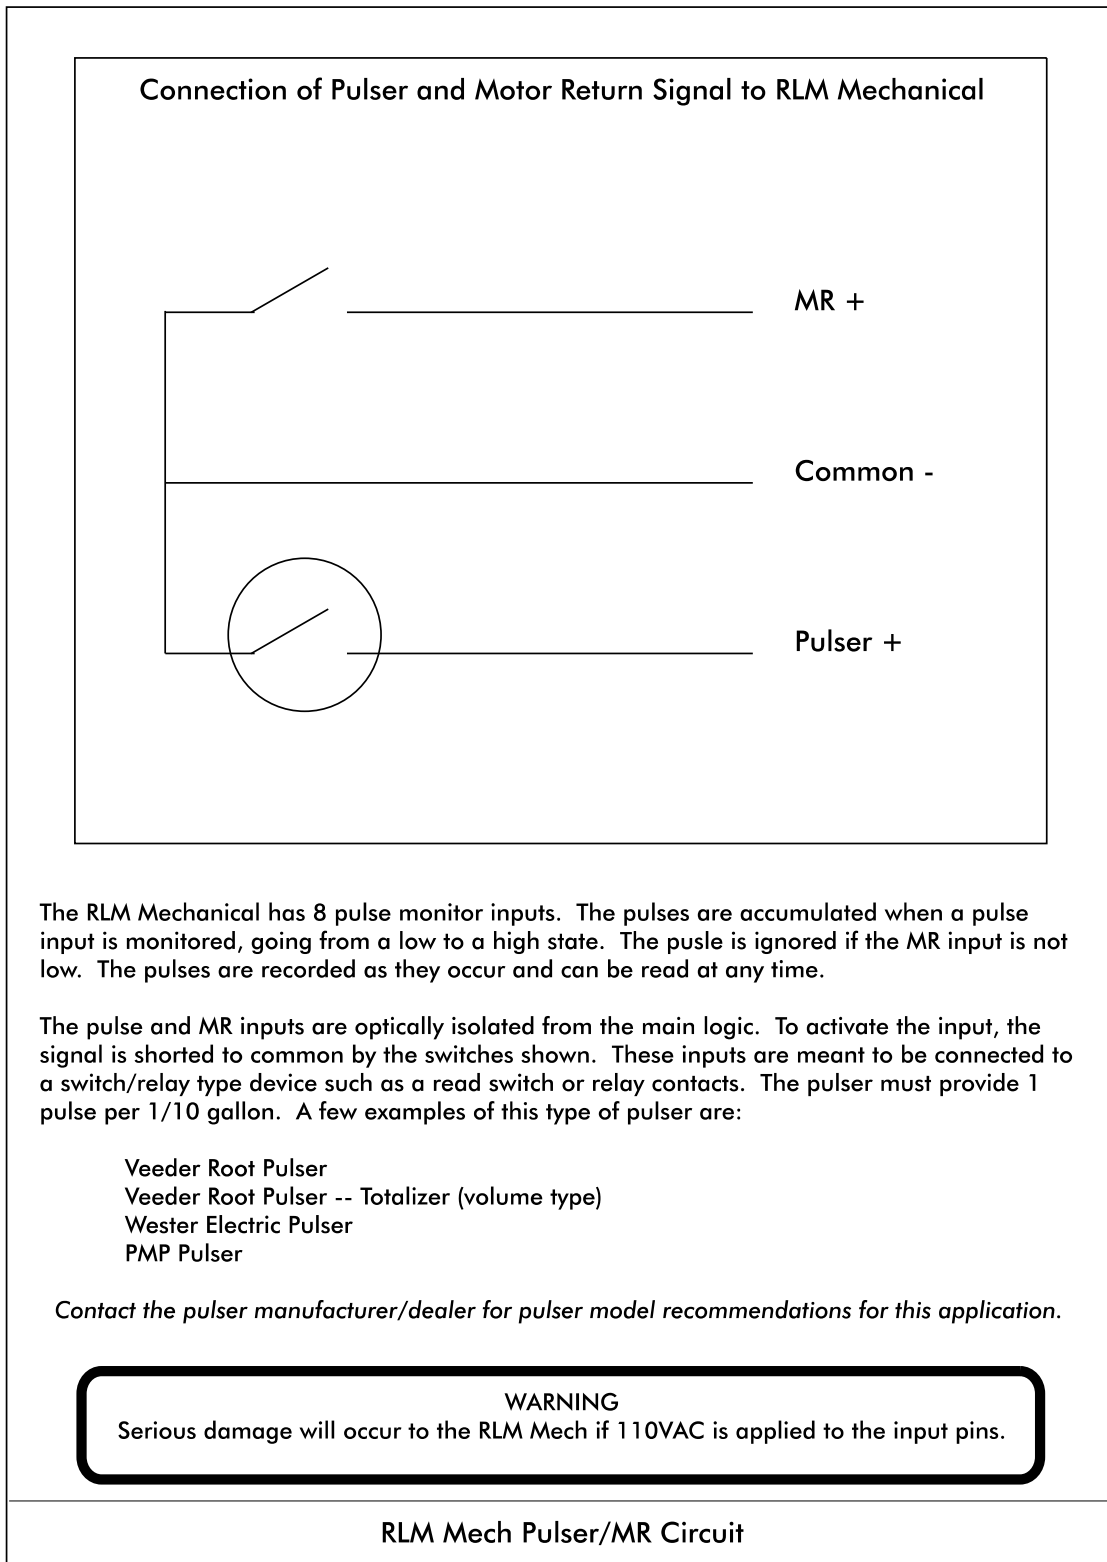 Connection of Pulser and Motor Return Signal to RLM Mechanical
MR +
Common -
Pulser +
The RLM Mechanical has 8 pulse monitor inputs.  The pulses are accumulated when a pulse
input is monitored, going from a low to a high state.  The pusle is ignored if the MR input is not
low.  The pulses are recorded as they occur and can be read at any time.
The pulse and MR inputs are optically isolated from the main logic.  To activate the input, the
signal is shorted to common by the switches shown.  These inputs are meant to be connected to
a switch/relay type device such as a read switch or relay contacts.  The pulser must provide 1
pulse per 1/10 gallon.  A few examples of this type of pulser are:
Veeder Root Pulser
Veeder Root Pulser -- Totalizer (volume type)
Wester Electric Pulser
PMP Pulser
Contact the pulser manufacturer/dealer for pulser model recommendations for this application.
WARNING
Serious damage will occur to the RLM Mech if 110VAC is applied to the input pins.
RLM Mech Pulser/MR Circuit